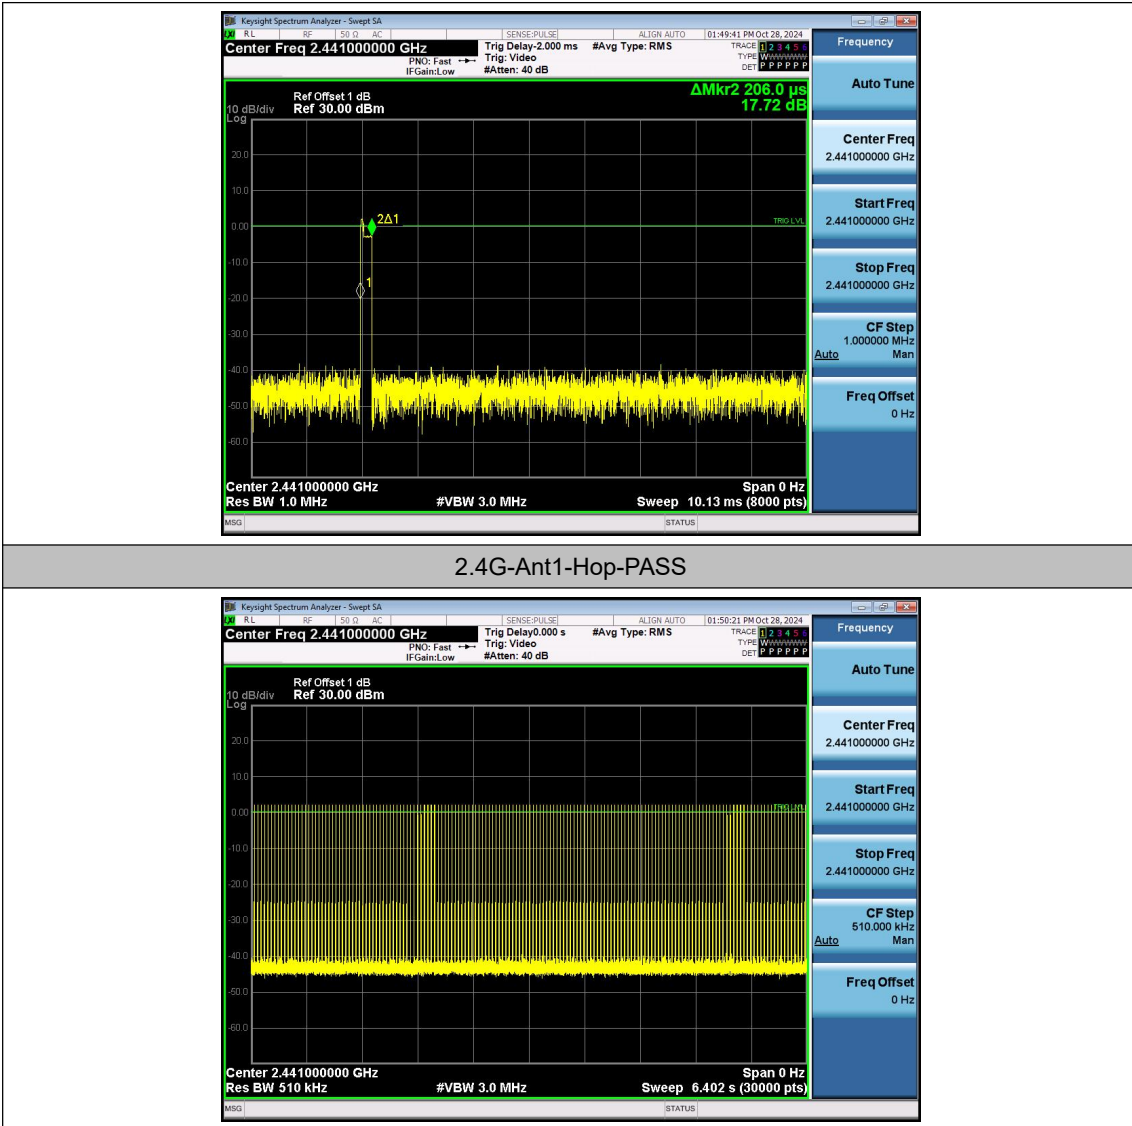 Keysight Spectrum Analyzer - Swept SA
LXI RL RF 50 Ω AC SENSE:PULSE ALIGN AUTO 01:49:41 PM Oct 28, 2024
Center Freq 2.441000000 GHz
PNO: Fast
IFGain:Low
Trig Delay-2.000 ms
Trig: Video
#Atten: 40 dB
#Avg Type: RMS
TRACE 1 2 3 4 5 6
TYPE W
DET P P P P P P
ΔMkr2 206.0 µs
17.72 dB
Ref Offset 1 dB
10 dB/div Ref 30.00 dBm
Log
20.0
10.0
0.00
-10.0
-20.0
-30.0
-40.0
-50.0
-60.0
2Δ1
1
TRIG LVL
Center 2.441000000 GHz Span 0 Hz
Res BW 1.0 MHz #VBW 3.0 MHz Sweep 10.13 ms (8000 pts)
MSG STATUS
Frequency
Auto Tune
Center Freq
2.441000000 GHz
Start Freq
2.441000000 GHz
Stop Freq
2.441000000 GHz
CF Step
1.000000 MHz
Auto Man
Freq Offset
0 Hz
2.4G-Ant1-Hop-PASS
Keysight Spectrum Analyzer - Swept SA
LXI RL RF 50 Ω AC SENSE:PULSE ALIGN AUTO 01:50:21 PM Oct 28, 2024
Center Freq 2.441000000 GHz
PNO: Fast
IFGain:Low
Trig Delay0.000 s
Trig: Video
#Atten: 40 dB
#Avg Type: RMS
TRACE 1 2 3 4 5 6
TYPE W
DET P P P P P P
Ref Offset 1 dB
10 dB/div Ref 30.00 dBm
Log
20.0
10.0
0.00
-10.0
-20.0
-30.0
-40.0
-50.0
-60.0
TRIG LVL
Center 2.441000000 GHz Span 0 Hz
Res BW 510 kHz #VBW 3.0 MHz Sweep 6.402 s (30000 pts)
MSG STATUS
Frequency
Auto Tune
Center Freq
2.441000000 GHz
Start Freq
2.441000000 GHz
Stop Freq
2.441000000 GHz
CF Step
510.000 kHz
Auto Man
Freq Offset
0 Hz